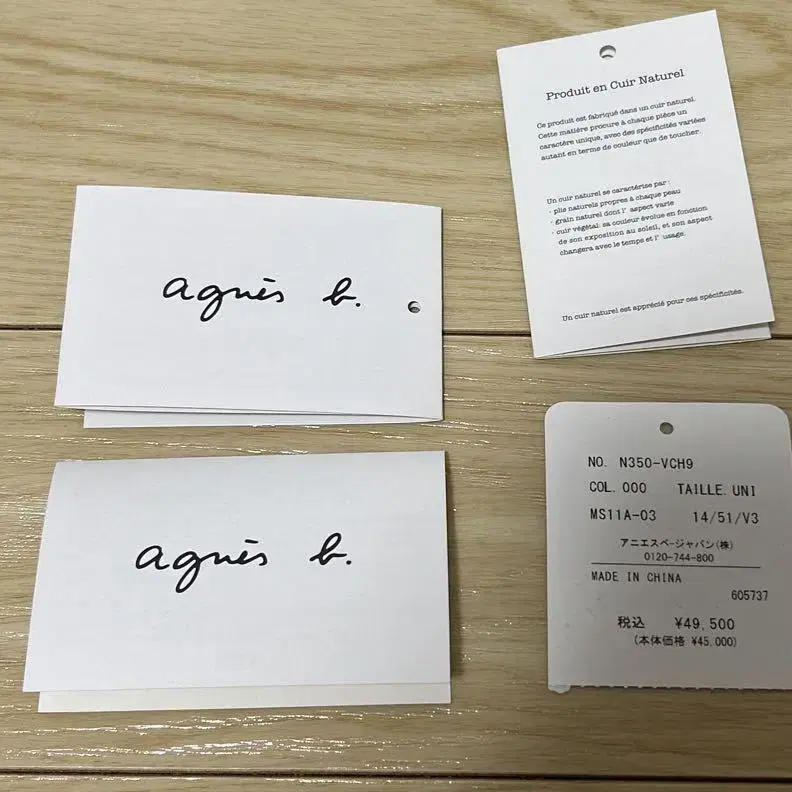 agnès b.
agnès b.
Produit en Cuir Naturel
Ce produit est fabriqué dans un cuir naturel.
Cette matière procure à chaque pièce un
caractère unique, avec des spécificités variées
autant en terme de couleur que de toucher.
Un cuir naturel se caractérise par :
· plis naturels propres à chaque peau
· grain naturel dont l' aspect varie
· cuir végétal: sa couleur évolue en fonction
de son exposition au soleil, et son aspect
changera avec le temps et l' usage.
Un cuir naturel est apprécié pour ces spécificités.
NO. N350-VCH9
COL. 000 TAILLE. UNI
MS11A-03 14/51/V3
アニエスベージャパン(株)
0120-744-800
MADE IN CHINA
605737
税込 ¥49,500
(本体価格 ¥45,000)